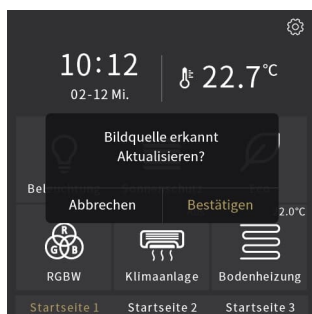 10:12
02-12 Mi.
22.7°C
Bildquelle erkannt
Aktualisieren?
Abbrechen
Bestätigen
2.0°C
R
G
B
RGBW
Klimaanlage
Bodenheizung
Startseite 1
Startseite 2
Startseite 3